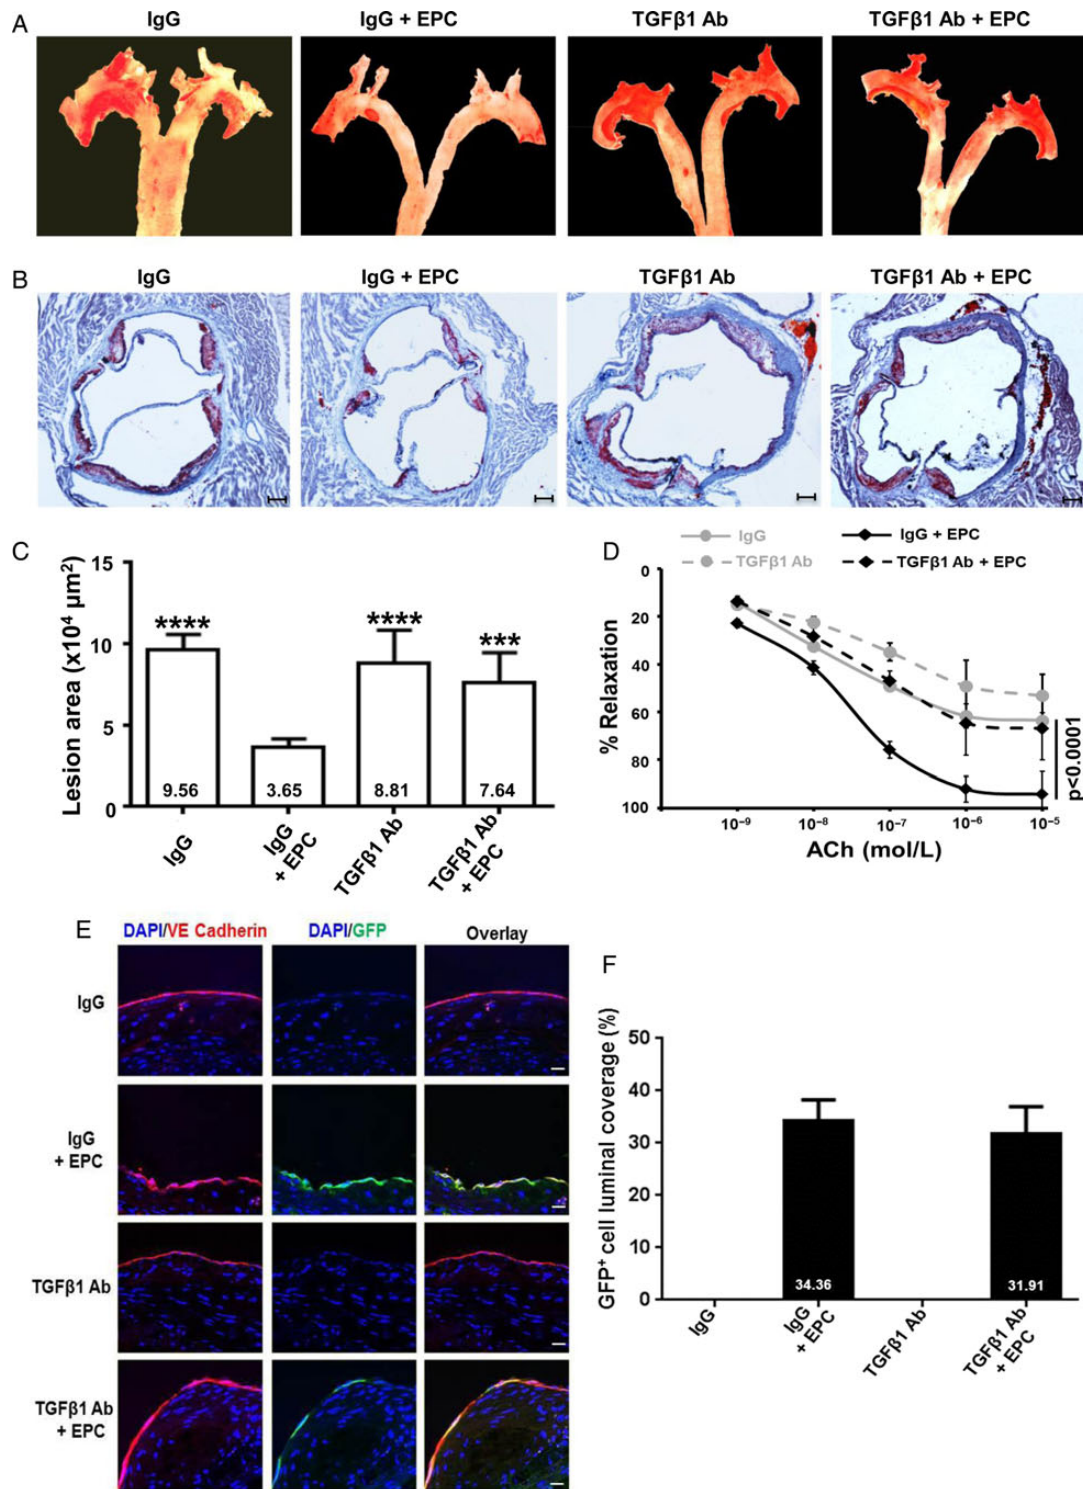 A
IgG
IgG + EPC
TGFβ1 Ab
TGFβ1 Ab + EPC
B
IgG
IgG + EPC
TGFβ1 Ab
TGFβ1 Ab + EPC
C
Lesion area (x10⁴ µm²)
15
10
5
0
****
****
***
9.56
3.65
8.81
7.64
IgG
IgG
+ EPC
TGFβ1 Ab
TGFβ1 Ab
+ EPC
D
IgG
IgG + EPC
TGFβ1 Ab
TGFβ1 Ab + EPC
% Relaxation
0
20
40
60
80
100
p<0.0001
10⁻⁹
10⁻⁸
10⁻⁷
10⁻⁶
10⁻⁵
ACh (mol/L)
E
DAPI/VE Cadherin
DAPI/GFP
Overlay
IgG
IgG
+ EPC
TGFβ1 Ab
TGFβ1 Ab
+ EPC
F
GFP⁺ cell luminal coverage (%)
50
40
30
20
10
0
34.36
31.91
IgG
IgG
+ EPC
TGFβ1 Ab
TGFβ1 Ab
+ EPC